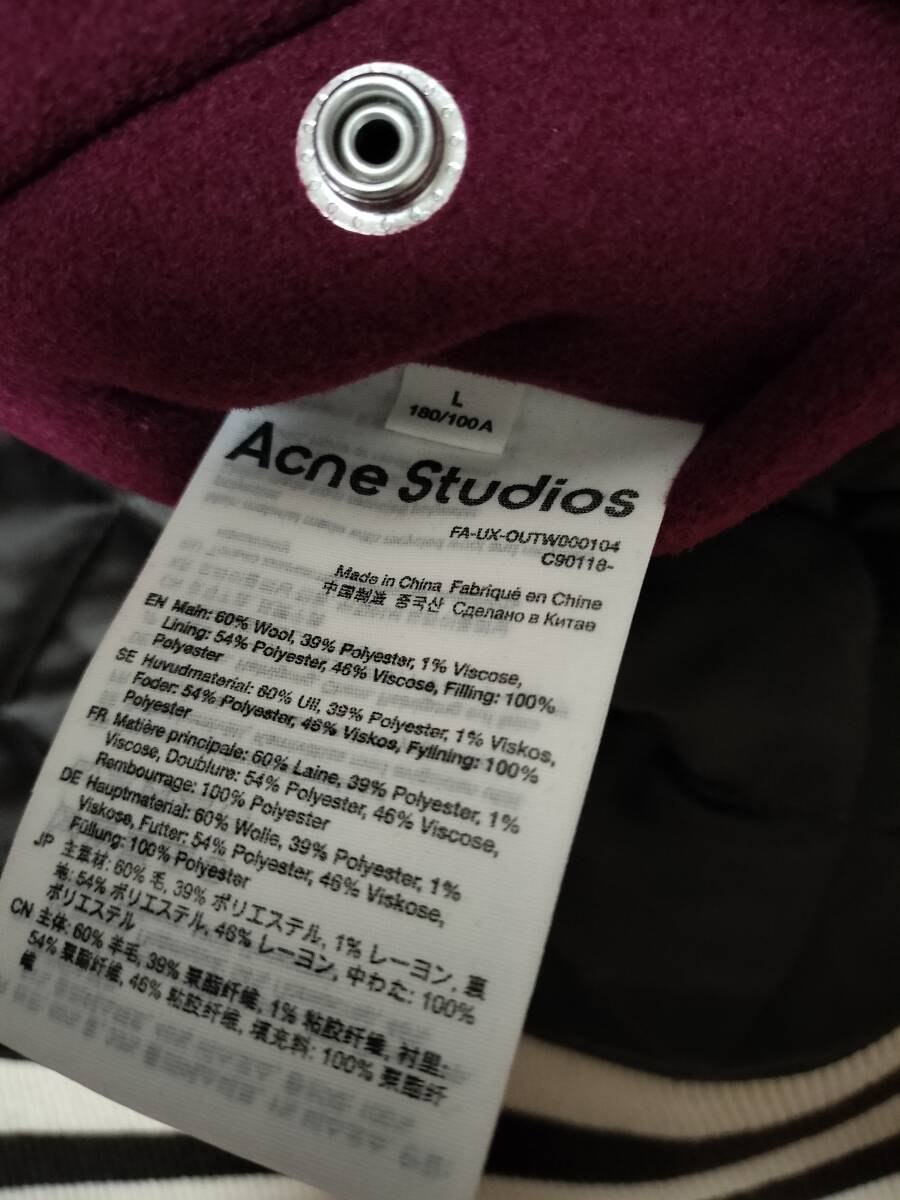 L
180/100A
Acne Studios
FA-UX-OUTW000104
C90118-
Made in China Fabriqué en Chine
中国制造 중국산 Сделано в Китае
EN Main: 60% Wool, 39% Polyester, 1% Viscose,
Lining: 54% Polyester, 46% Viscose, Filling: 100%
Polyester
SE Huvudmaterial: 60% Ull, 39% Polyester, 1% Viskos,
Foder: 54% Polyester, 46% Viskos, Fyllning: 100%
Polyester
FR Matière principale: 60% Laine, 39% Polyester, 1%
Viscose, Doublure: 54% Polyester, 46% Viscose,
Rembourrage: 100% Polyester
DE Hauptmaterial: 60% Wolle, 39% Polyester, 1%
Viskose, Futter: 54% Polyester, 46% Viskose,
Füllung: 100% Polyester
JP 主素材: 60% 毛, 39% ポリエステル, 1% レーヨン, 裏
地: 54% ポリエステル, 46% レーヨン, 中わた: 100%
ポリエステル
CN 主体: 60% 羊毛, 39% 聚酯纤维, 1% 粘胶纤维, 衬里:
54% 聚酯纤维, 46% 粘胶纤维, 填充料: 100% 聚酯纤
维